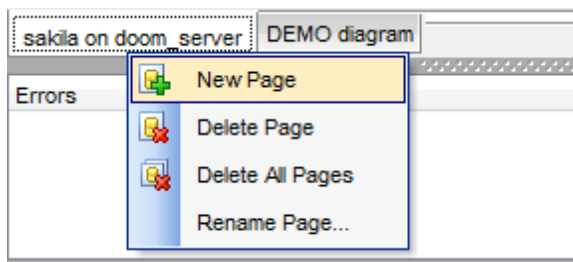 sakila on doom_server DEMO diagram
Errors
New Page
Delete Page
Delete All Pages
Rename Page...